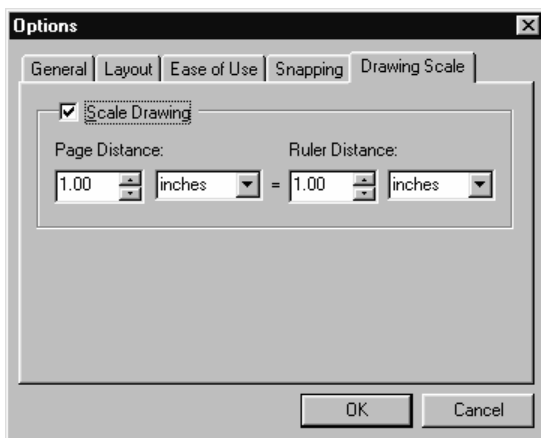 Options
General Layout Ease of Use Snapping Drawing Scale
Scale Drawing
Page Distance: Ruler Distance:
1.00 inches = 1.00 inches
OK Cancel